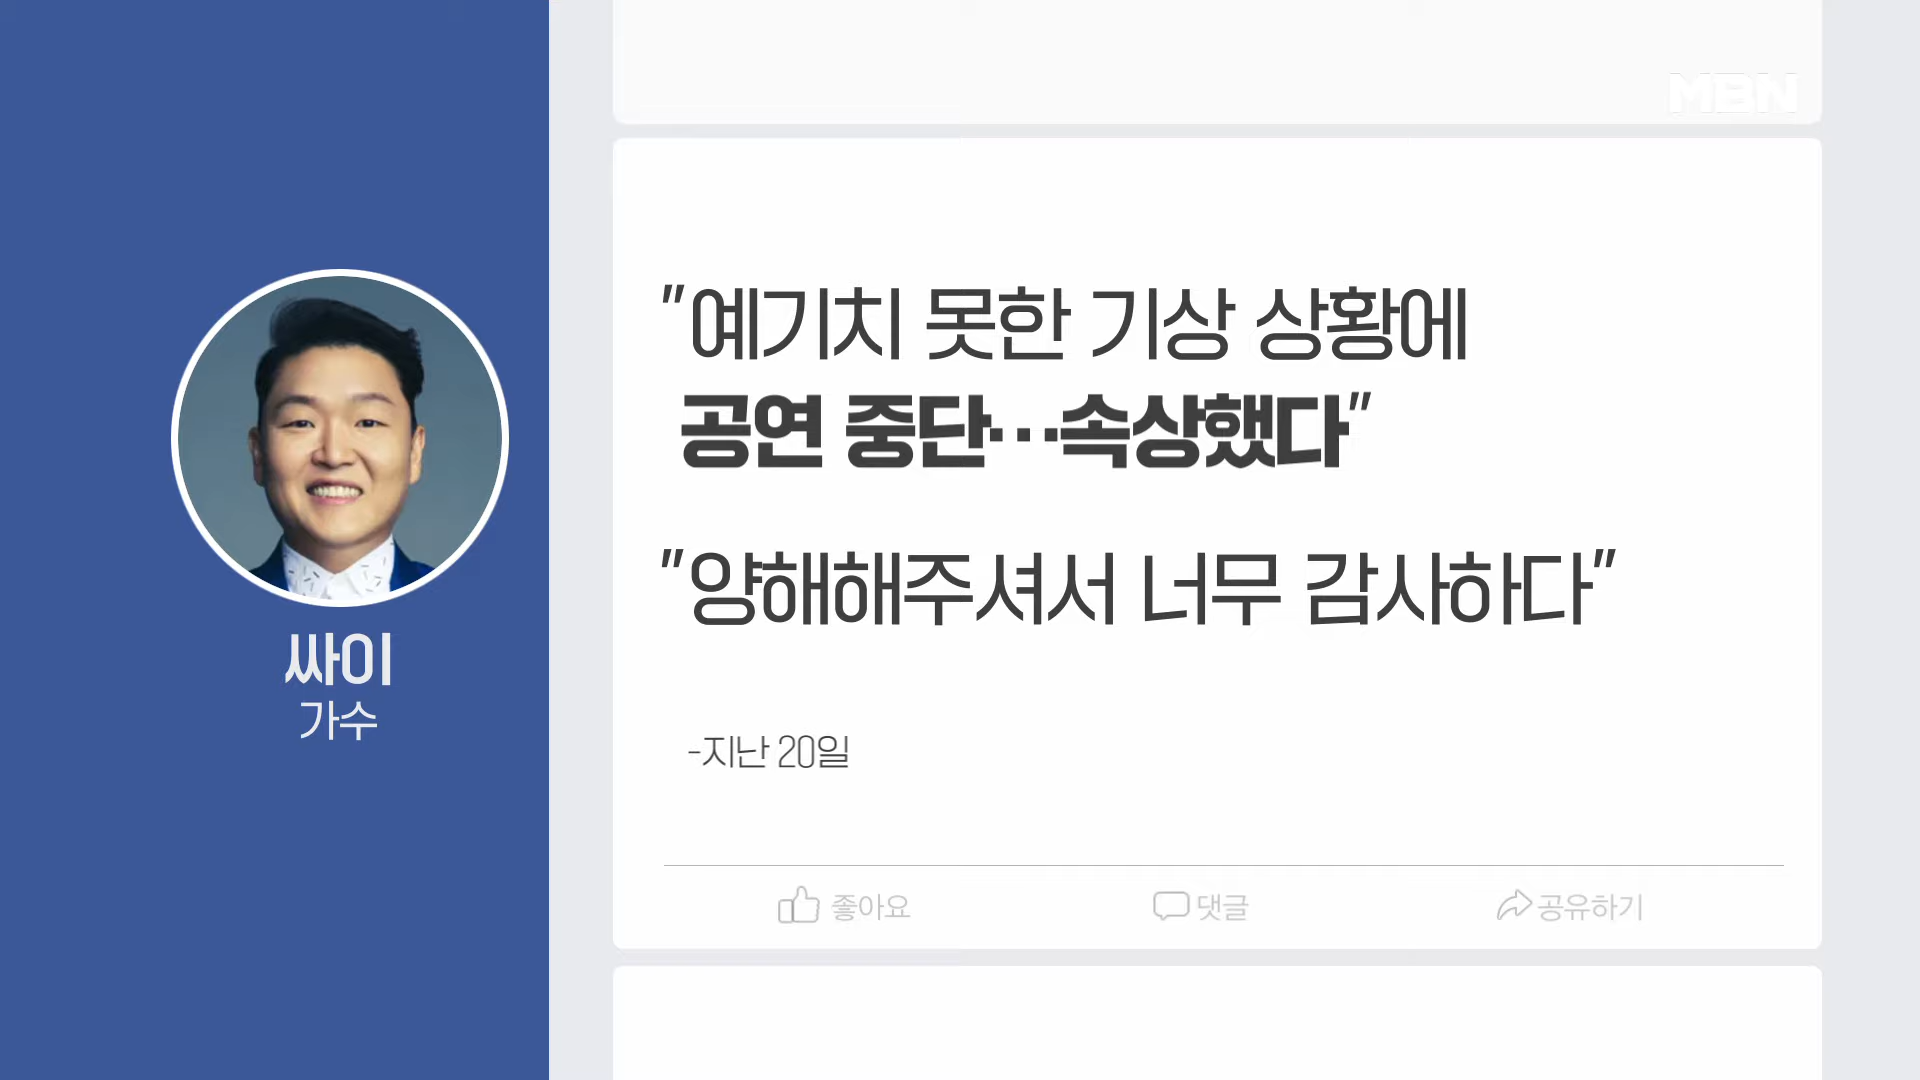 MBN
"예기치 못한 기상 상황에
공연 중단…속상했다"
"양해해주셔서 너무 감사하다"
-지난 20일
싸이
가수
좋아요 댓글 공유하기